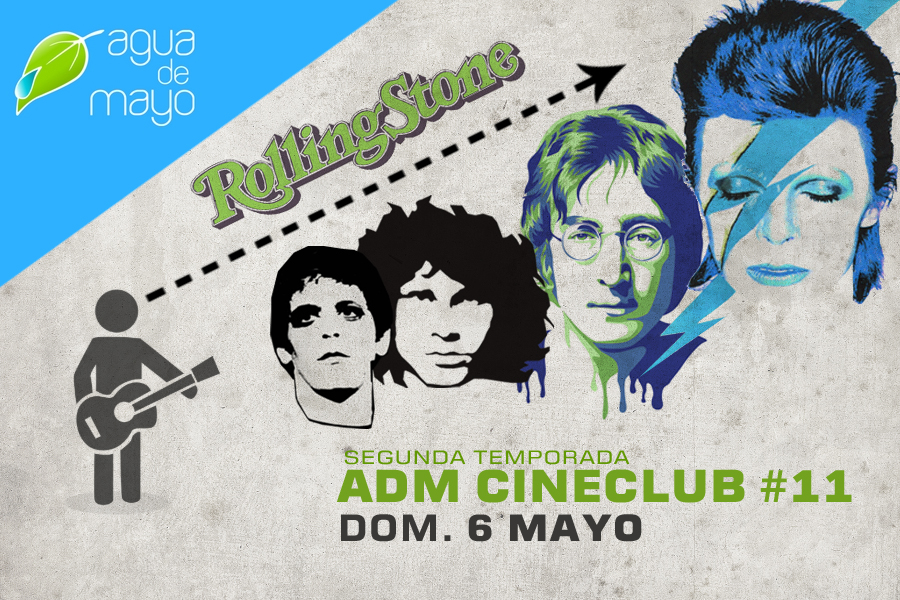 agua
de
mayo
RollingStone
SEGUNDA TEMPORADA
ADM CINECLUB #11
DOM. 6 MAYO